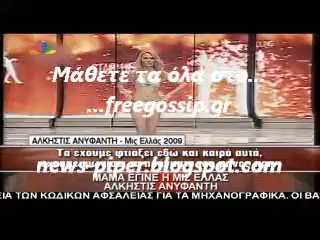 Μάθετε τα όλα στο...
...freegossip.gr
ΑΛΚΗΣΤΙΣ ΑΝΥΦΑΝΤΗ - Μις Ελλάς 2009
Τα έχουμε φτιάξει εδώ και καιρό αυτά,
news-piper.blogspot.com
ΜΑΜΑ ΕΓΙΝΕ Η ΜΙΣ ΕΛΛΑΣ
ΑΛΚΗΣΤΙΣ ΑΝΥΦΑΝΤΗ
ΕΙΑ ΤΩΝ ΚΩΔΙΚΩΝ ΑΣΦΑΛΕΙΑΣ ΓΙΑ ΤΑ ΜΗΧΑΝΟΓΡΑΦΙΚΑ. ΟΙ ΒΑ